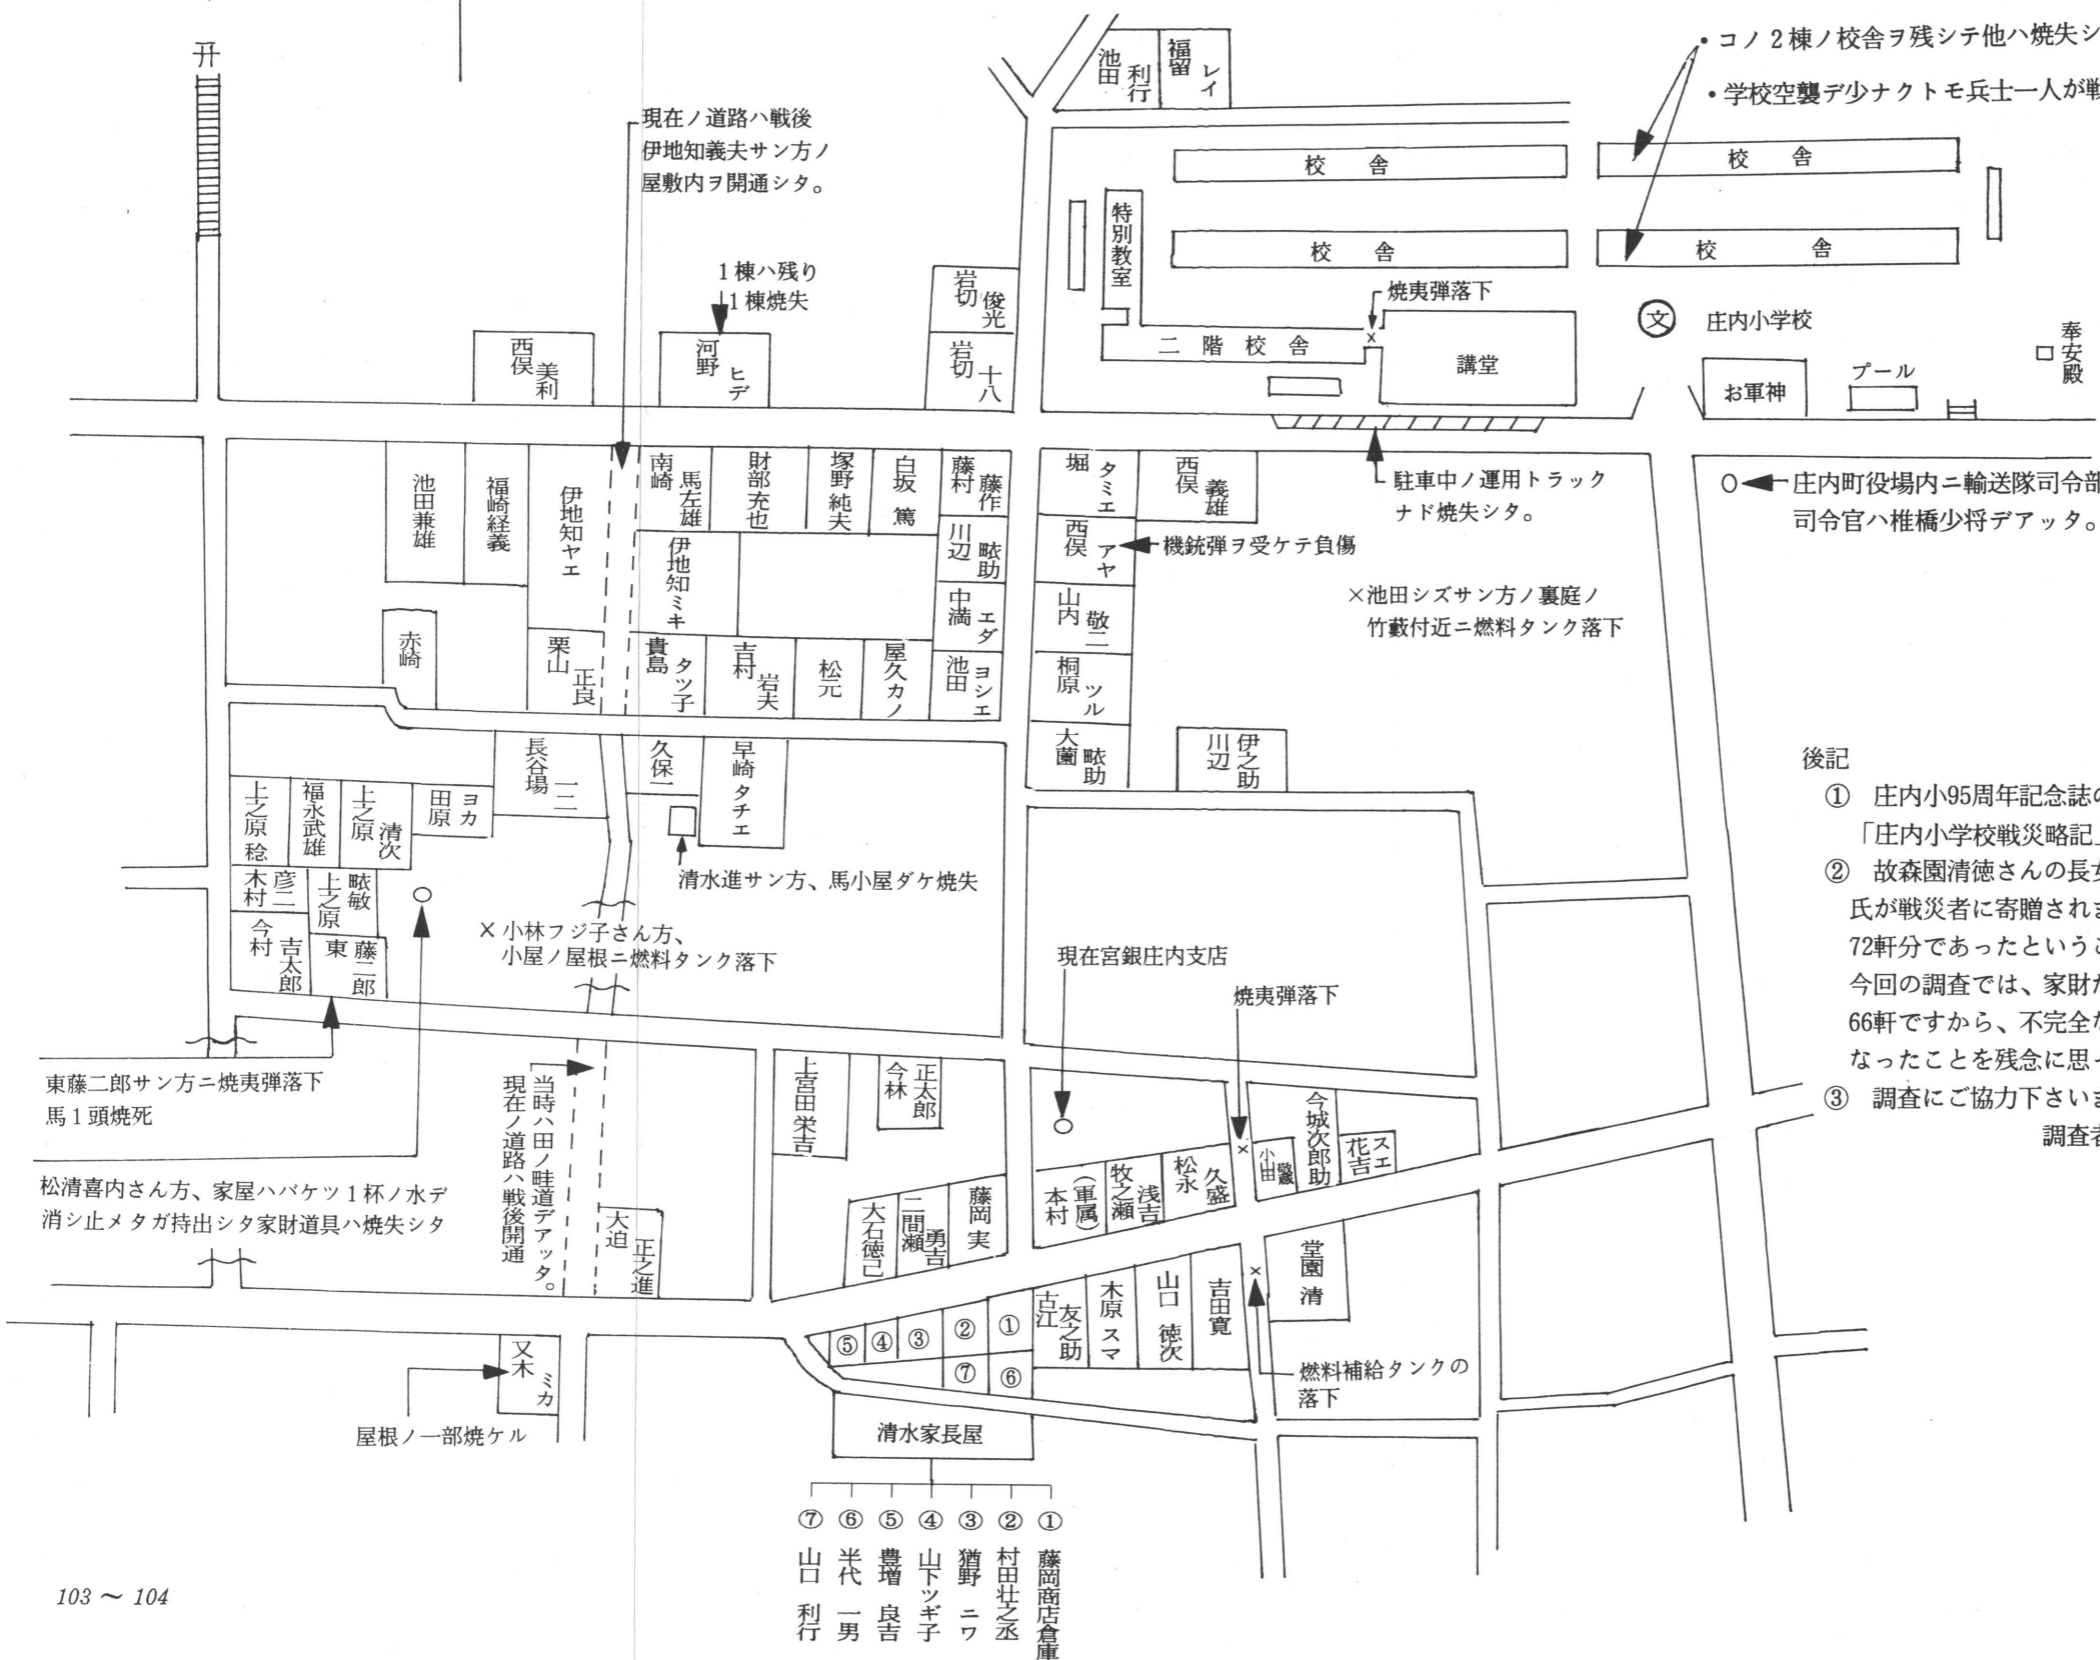 池田 利行
福留 レイ
・コノ2棟ノ校舎ヲ残シテ他ハ焼失シ
・学校空襲デ少ナクトモ兵士一人が戦
現在ノ道路ハ戦後
伊地知義夫サン方ノ
屋敷内ヲ開通シタ。
校 舎
校 舎
校 舎
校 舎
特別教室
焼夷弾落下
×
二階校舎
講堂
文
庄内小学校
お軍神
プール
奉安殿
1棟ハ残り
1棟焼失
岩切 俊光
岩切 十八
西俣 美利
河野 ヒデ
池田兼雄
福崎経義
伊地知ヤエ
南崎 馬左雄
財部充也
塚野純夫
白坂 篤
藤村 藤作
川辺 畩助
中満 エダ
池田 ヨシエ
伊地知ミキ
赤崎
栗山 正良
貴島 タツ子
吉村 岩夫
松元
屋久カノ
堀 タミエ
西俣 義雄
西俣 アヤ
機銃弾ヲ受ケテ負傷
山内 敬二
桐原 ツル
大薗 畩助
川辺 伊之助
駐車中ノ運用トラック
ナド焼失シタ。
庄内町役場内ニ輸送隊司令部
司令官ハ椎橋少将デアッタ。
×池田シズサン方ノ裏庭ノ
竹藪付近ニ燃料タンク落下
長谷場 一二
久保一
早崎タチエ
上之原 稔
福永武雄
上之原 清次
田原 ヨカ
木村 彦二
上之原 畩敏
今村 吉太郎
東 藤二郎
清水進サン方、馬小屋ダケ焼失
×小林フジ子さん方、
小屋ノ屋根ニ燃料タンク落下
東藤二郎サン方ニ焼夷弾落下
馬1頭焼死
松清喜内さん方、家屋ハバケツ1杯ノ水デ
消シ止メタガ持出シタ家財道具ハ焼失シタ
当時ハ田ノ畦道デアッタ。
現在ノ道路ハ戦後開通
大迫 正之進
又木 ミカ
屋根ノ一部焼ケル
上宮田栄吉
今林 正太郎
大石徳己
二間瀬 勇吉
藤岡 実
現在宮銀庄内支店
焼夷弾落下
×
本村 (軍属)
牧之瀬 浅吉
松永 久盛
小山田
今城次郎助
花吉 スエ
古江 友之助
木原スマ
山口 徳次
吉田寛
堂園 清
×
燃料補給タンクの
落下
⑤ ④ ③ ② ①
⑦ ⑥
清水家長屋
① 藤岡商店倉庫
② 村田壮之丞
③ 猶野 ニワ
④ 山下ツギ子
⑤ 豊増 良吉
⑥ 半代 一男
⑦ 山口 利行
後記
① 庄内小95周年記念誌の
「庄内小学校戦災略記」
② 故森園清徳さんの長女
氏が戦災者に寄贈されま
72軒分であったというこ
今回の調査では、家財が
66軒ですから、不完全な
なったことを残念に思っ
③ 調査にご協力下さいま
調査者
103 ~ 104